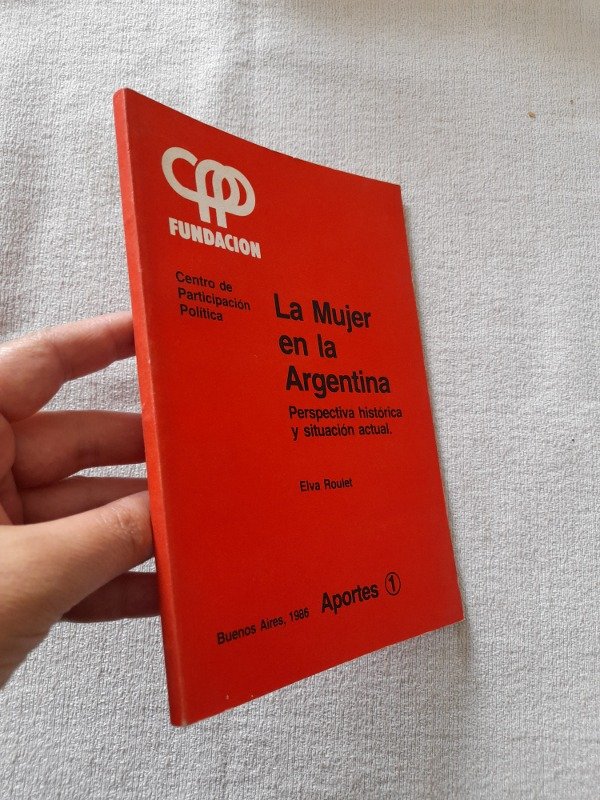 CPP
FUNDACION
Centro de
Participación
Política
La Mujer
en la
Argentina
Perspectiva histórica
y situación actual.
Elva Roulet
Buenos Aires, 1986 Aportes 1